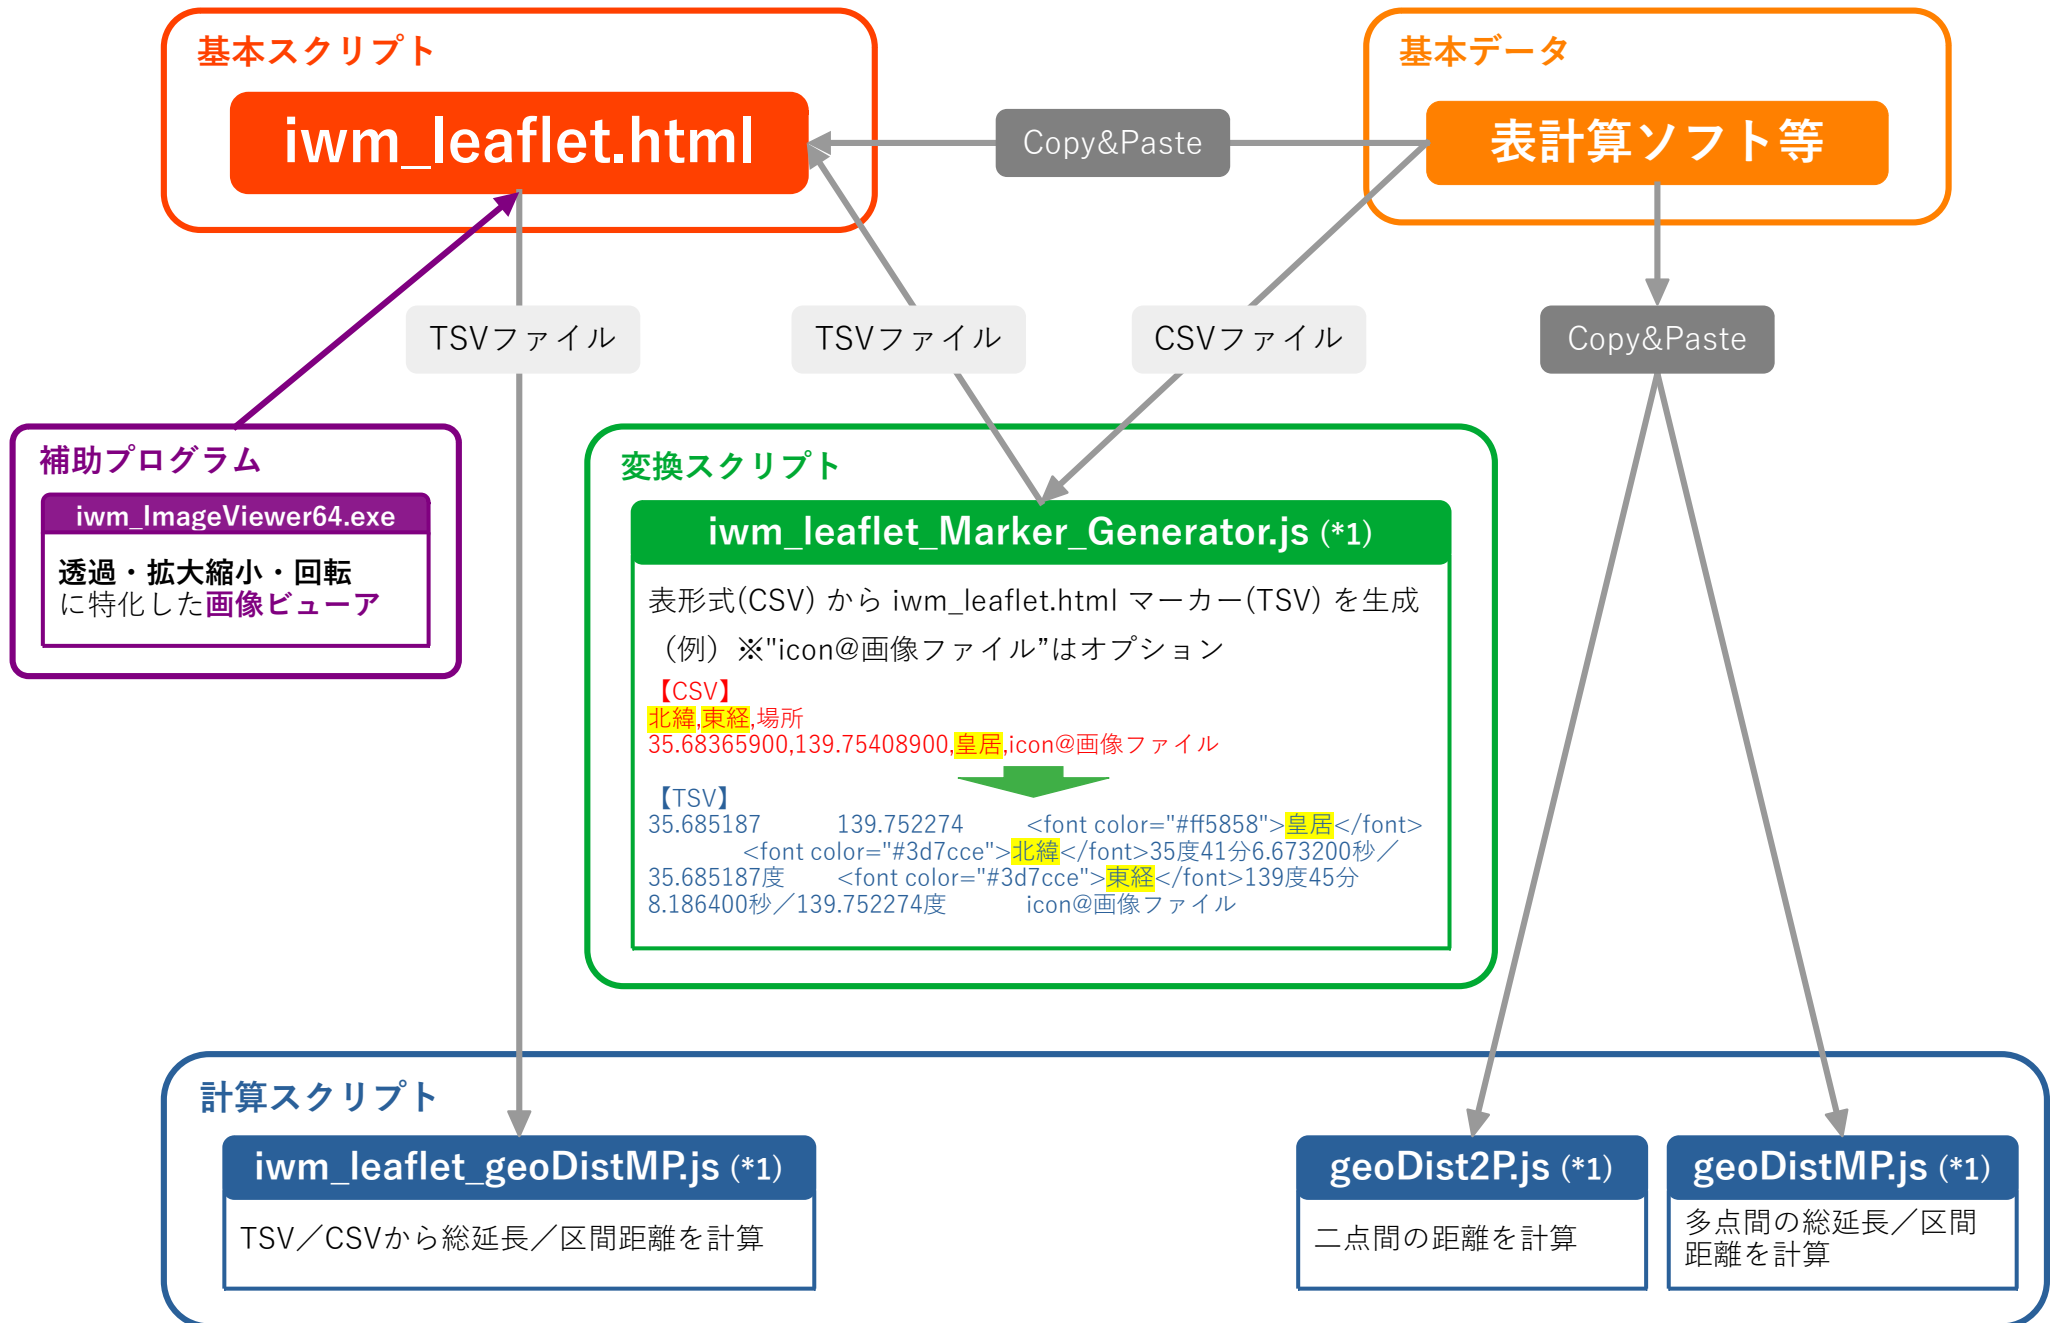 基本スクリプト
iwm_leaflet.html
Copy&Paste
基本データ
表計算ソフト等
TSVファイル
TSVファイル
CSVファイル
Copy&Paste
補助プログラム
iwm_ImageViewer64.exe
透過・拡大縮小・回転
に特化した画像ビューア
変換スクリプト
iwm_leaflet_Marker_Generator.js (*1)
表形式(CSV) から iwm_leaflet.html マーカー(TSV) を生成
（例）※"icon@画像ファイル”はオプション
【CSV】
北緯,東経,場所
35.68365900,139.75408900,皇居,icon@画像ファイル
【TSV】
35.685187 139.752274 <font color="#ff5858">皇居</font>
<font color="#3d7cce">北緯</font>35度41分6.673200秒／
35.685187度 <font color="#3d7cce">東経</font>139度45分
8.186400秒／139.752274度 icon@画像ファイル
計算スクリプト
iwm_leaflet_geoDistMP.js (*1)
TSV／CSVから総延長／区間距離を計算
geoDist2P.js (*1)
二点間の距離を計算
geoDistMP.js (*1)
多点間の総延長／区間
距離を計算